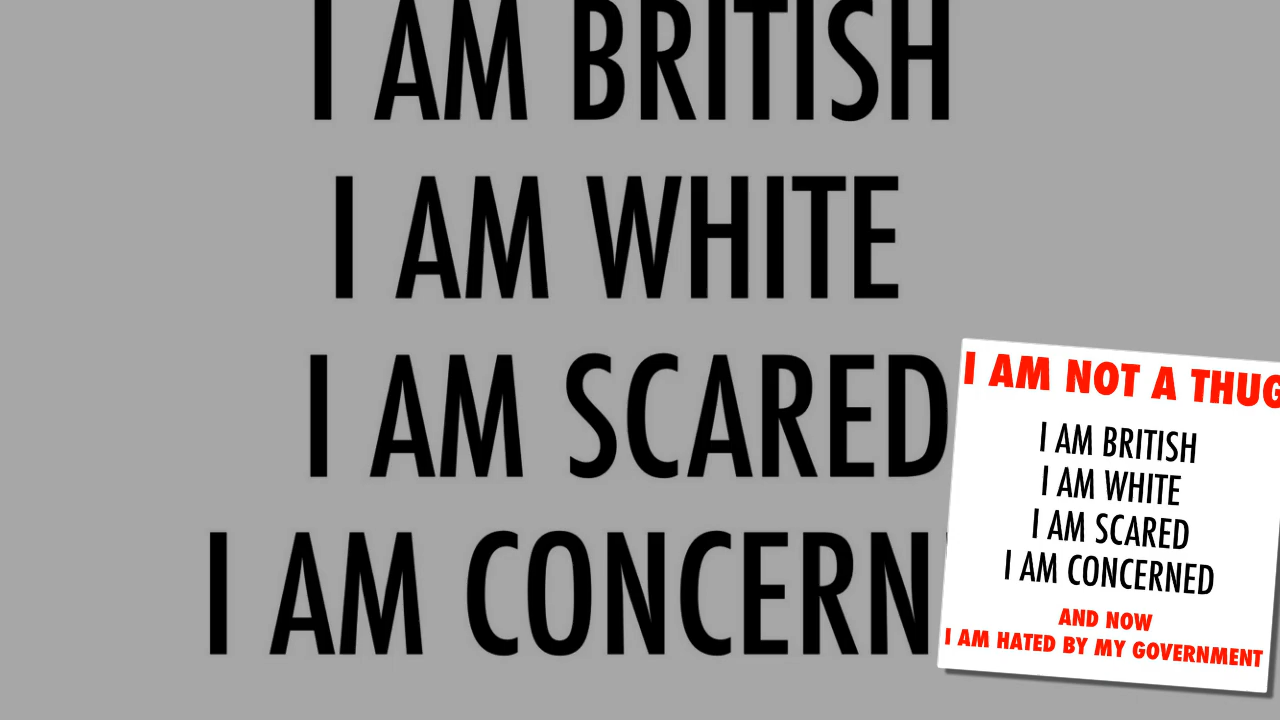 I AM BRITISH
I AM WHITE
I AM SCARED
I AM CONCERN
I AM NOT A THUG
I AM BRITISH
I AM WHITE
I AM SCARED
I AM CONCERNED
AND NOW
I AM HATED BY MY GOVERNMENT